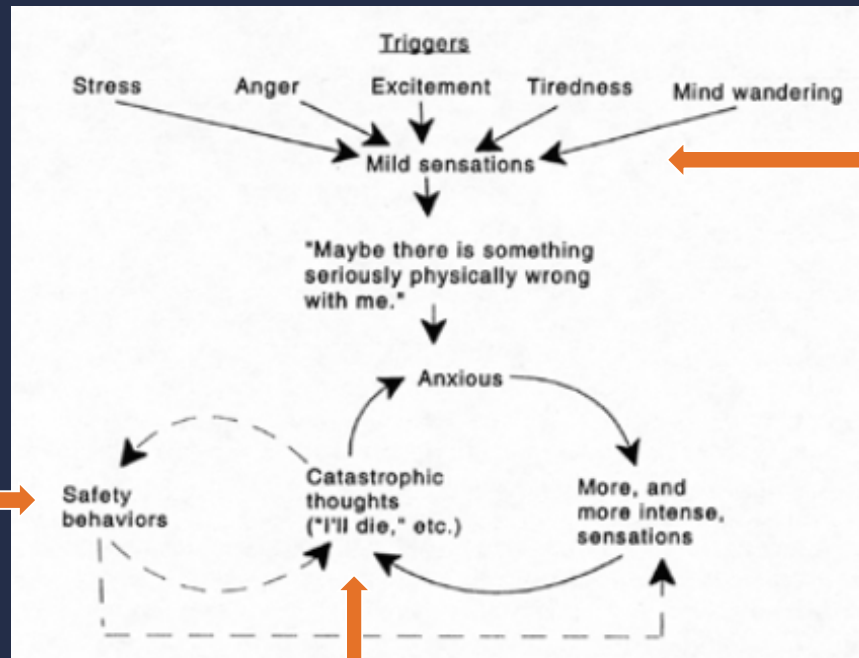 Triggers
Stress Anger Excitement Tiredness Mind wandering
Mild sensations
"Maybe there is something
seriously physically wrong
with me."
Anxious
Safety
behaviors
Catastrophic
thoughts
("I'll die," etc.)
More, and
more intense,
sensations